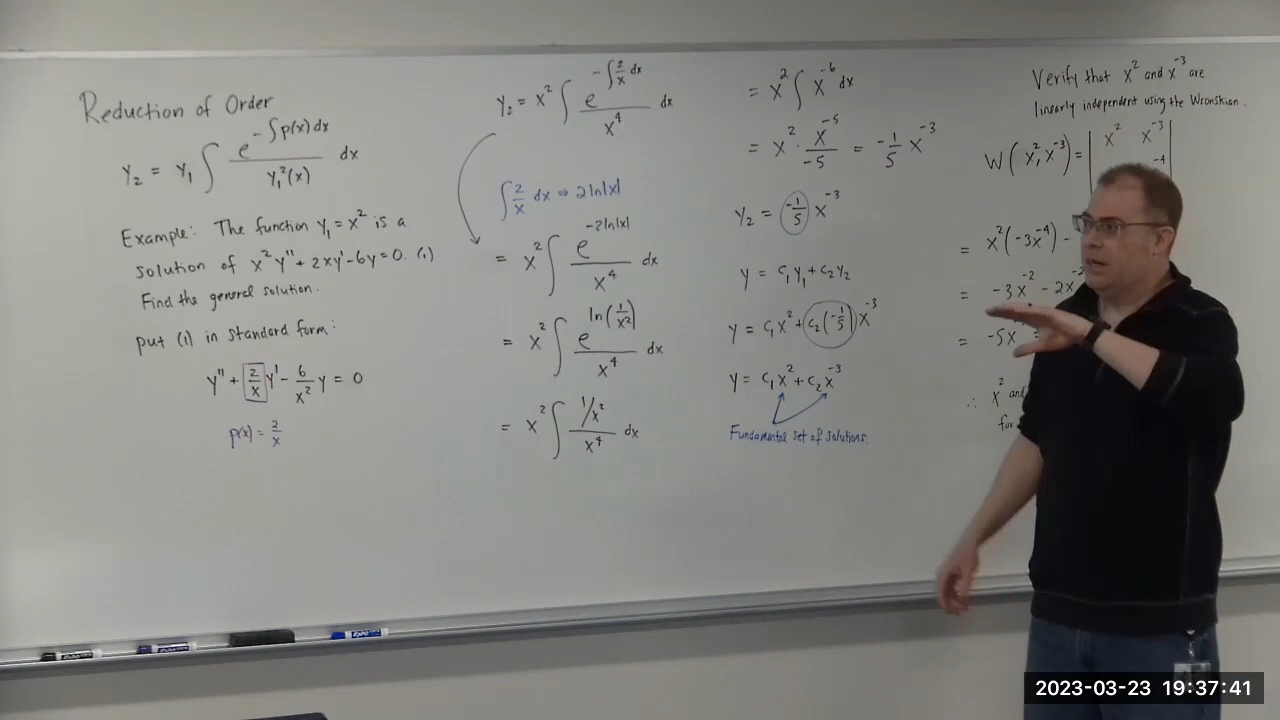 Reduction of Order
y₂ = y₁ ∫ e^(-∫p(x)dx) / y₁²(x) dx
Example: The function y₁ = x² is a
solution of x²y''+2xy'-6y=0. (1)
Find the general solution.
put (1) in standard form:
y'' + 2/x y' - 6/x² y = 0
p(x) = 2/x
y₂ = x² ∫ e^(-∫2/x dx) / x⁴ dx
∫ 2/x dx ⇒ 2ln|x|
= x² ∫ e^(-2ln|x|) / x⁴ dx
= x² ∫ e^(ln(1/x²)) / x⁴ dx
= x² ∫ (1/x²) / x⁴ dx
= x² ∫ x⁻⁶ dx
= x² · x⁻⁵/-5 = -1/5 x⁻³
y₂ = -1/5 x⁻³
y = c₁y₁ + c₂y₂
y = c₁x² + c₂(-1/5)x⁻³
y = c₁x² + c₂x⁻³
Fundamental set of solutions.
Verify that x² and x⁻³ are
linearly independent using the Wronskian.
W(x², x⁻³) = | x² x⁻³ |
⁻⁴
= x²(-3x⁻⁴) -
= -3x⁻² - 2x⁻²
= -5x
∴ x² and
for
2023-03-23 19:37:41